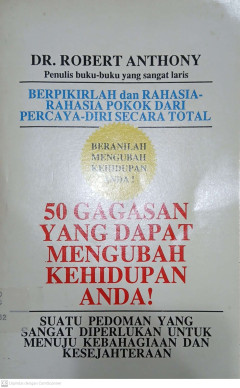 DR. ROBERT ANTHONY
Penulis buku-buku yang sangat laris
BERPIKIRLAH dan RAHASIA-
RAHASIA POKOK DARI
PERCAYA-DIRI SECARA TOTAL
BERANILAH
MENGUBAH
KEHIDUPAN
ANDA!
50 GAGASAN
YANG DAPAT
MENGUBAH
KEHIDUPAN
ANDA!
SUATU PEDOMAN YANG
SANGAT DIPERLUKAN UNTUK
MENUJU KEBAHAGIAAN DAN
KESEJAHTERAAN